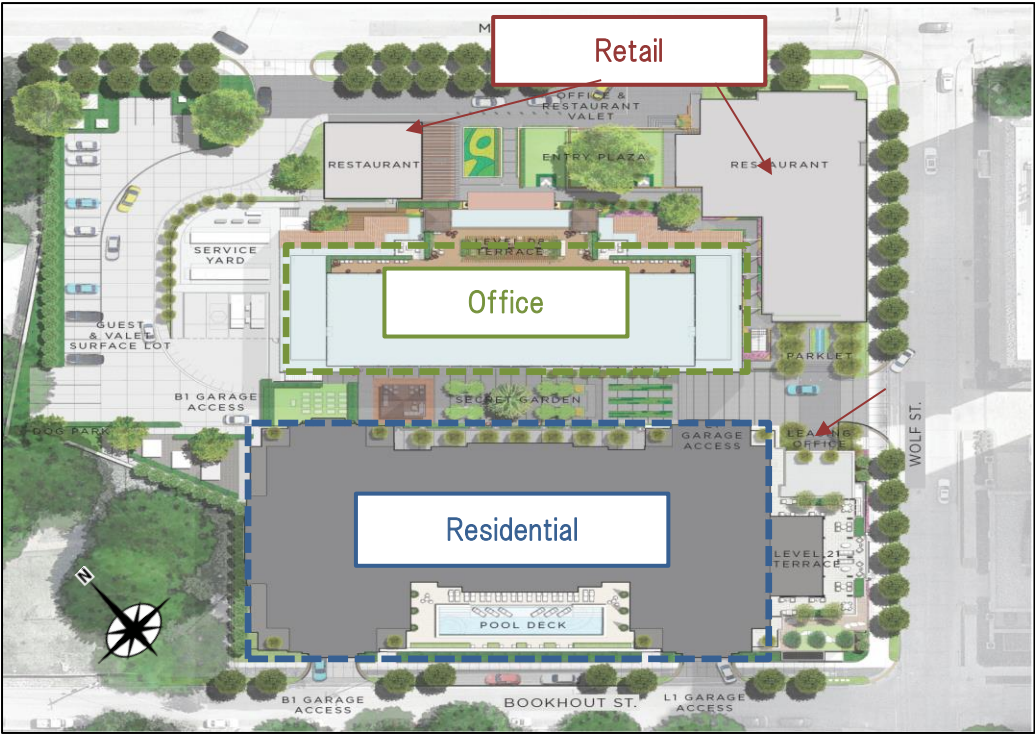 M
Retail
OFFICE &
RESTAURANT
VALET
RESTAURANT
ENTRY PLAZA
RESTAURANT
LEVEL 08
TERRACE
SERVICE
YARD
Office
GUEST
& VALET
SURFACE LOT
PARKLET
B1 GARAGE
ACCESS
SECRET GARDEN
DOG PARK
GARAGE
ACCESS
LEASING
OFFICE
WOLF ST.
Residential
LEVEL 21
TERRACE
N
POOL DECK
B1 GARAGE
ACCESS
BOOKHOUT ST.
L1 GARAGE
ACCESS